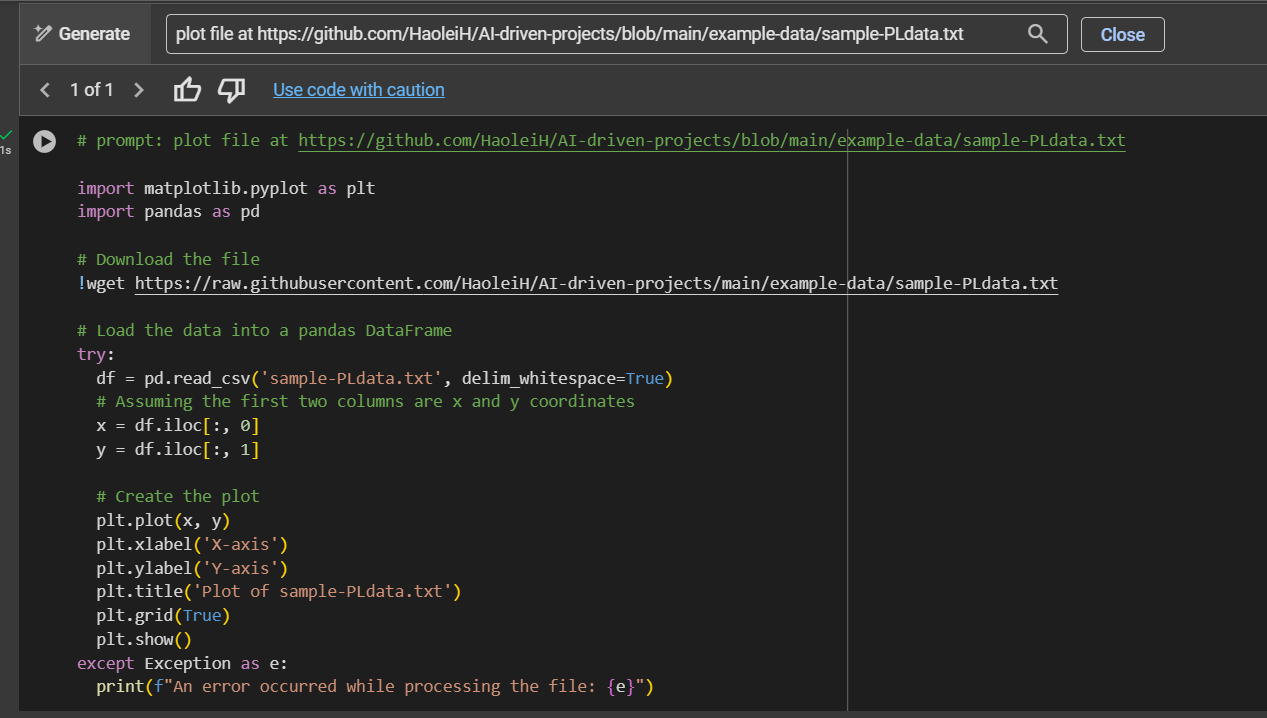 Generate
plot file at https://github.com/HaoleiH/AI-driven-projects/blob/main/example-data/sample-PLdata.txt
Close
1 of 1
Use code with caution
1s
# prompt: plot file at https://github.com/HaoleiH/AI-driven-projects/blob/main/example-data/sample-PLdata.txt
import matplotlib.pyplot as plt
import pandas as pd
# Download the file
!wget https://raw.githubusercontent.com/HaoleiH/AI-driven-projects/main/example-data/sample-PLdata.txt
# Load the data into a pandas DataFrame
try:
  df = pd.read_csv('sample-PLdata.txt', delim_whitespace=True)
  # Assuming the first two columns are x and y coordinates
  x = df.iloc[:, 0]
  y = df.iloc[:, 1]
  # Create the plot
  plt.plot(x, y)
  plt.xlabel('X-axis')
  plt.ylabel('Y-axis')
  plt.title('Plot of sample-PLdata.txt')
  plt.grid(True)
  plt.show()
except Exception as e:
  print(f"An error occurred while processing the file: {e}")